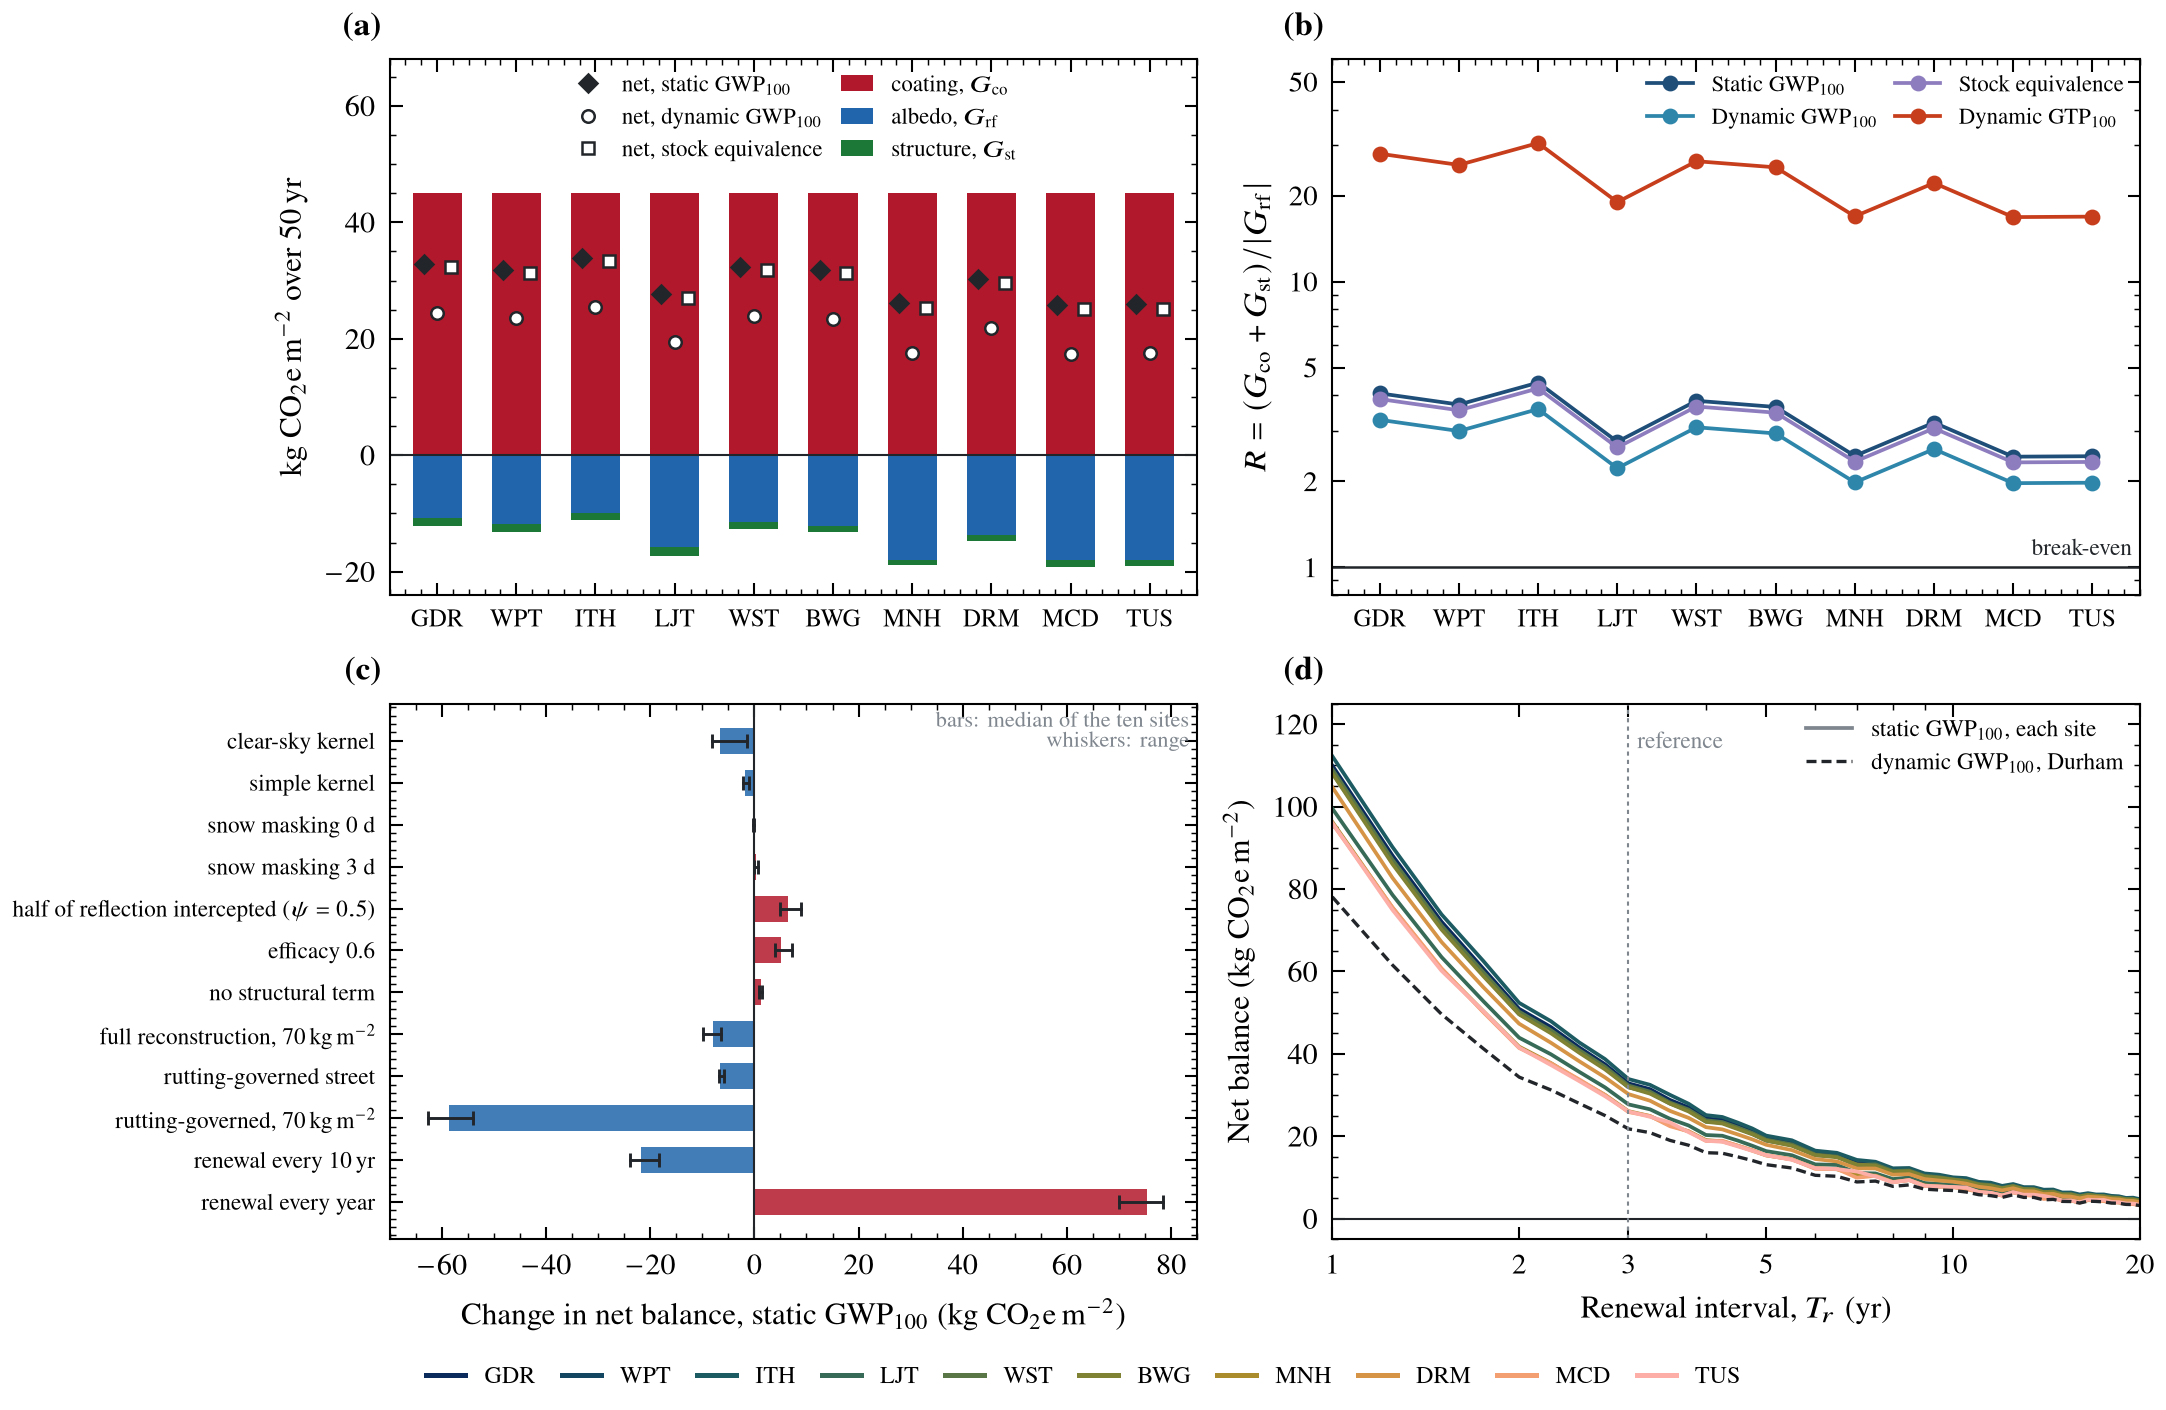 (a)
net, static GWP₁₀₀
net, dynamic GWP₁₀₀
net, stock equivalence
coating, G_co
albedo, G_rf
structure, G_st
kg CO₂e m⁻² over 50 yr
60
40
20
0
−20
GDR WPT ITH LJT WST BWG MNH DRM MCD TUS
(b)
Static GWP₁₀₀
Dynamic GWP₁₀₀
Stock equivalence
Dynamic GTP₁₀₀
R = (G_co + G_st)/|G_rf|
50
20
10
5
2
1
break-even
GDR WPT ITH LJT WST BWG MNH DRM MCD TUS
(c)
bars: median of the ten sites
whiskers: range
clear-sky kernel
simple kernel
snow masking 0 d
snow masking 3 d
half of reflection intercepted (ψ = 0.5)
efficacy 0.6
no structural term
full reconstruction, 70 kg m⁻²
rutting-governed street
rutting-governed, 70 kg m⁻²
renewal every 10 yr
renewal every year
−60 −40 −20 0 20 40 60 80
Change in net balance, static GWP₁₀₀ (kg CO₂e m⁻²)
(d)
static GWP₁₀₀, each site
dynamic GWP₁₀₀, Durham
reference
Net balance (kg CO₂e m⁻²)
120
100
80
60
40
20
0
1 2 3 5 10 20
Renewal interval, T_r (yr)
GDR WPT ITH LJT WST BWG MNH DRM MCD TUS